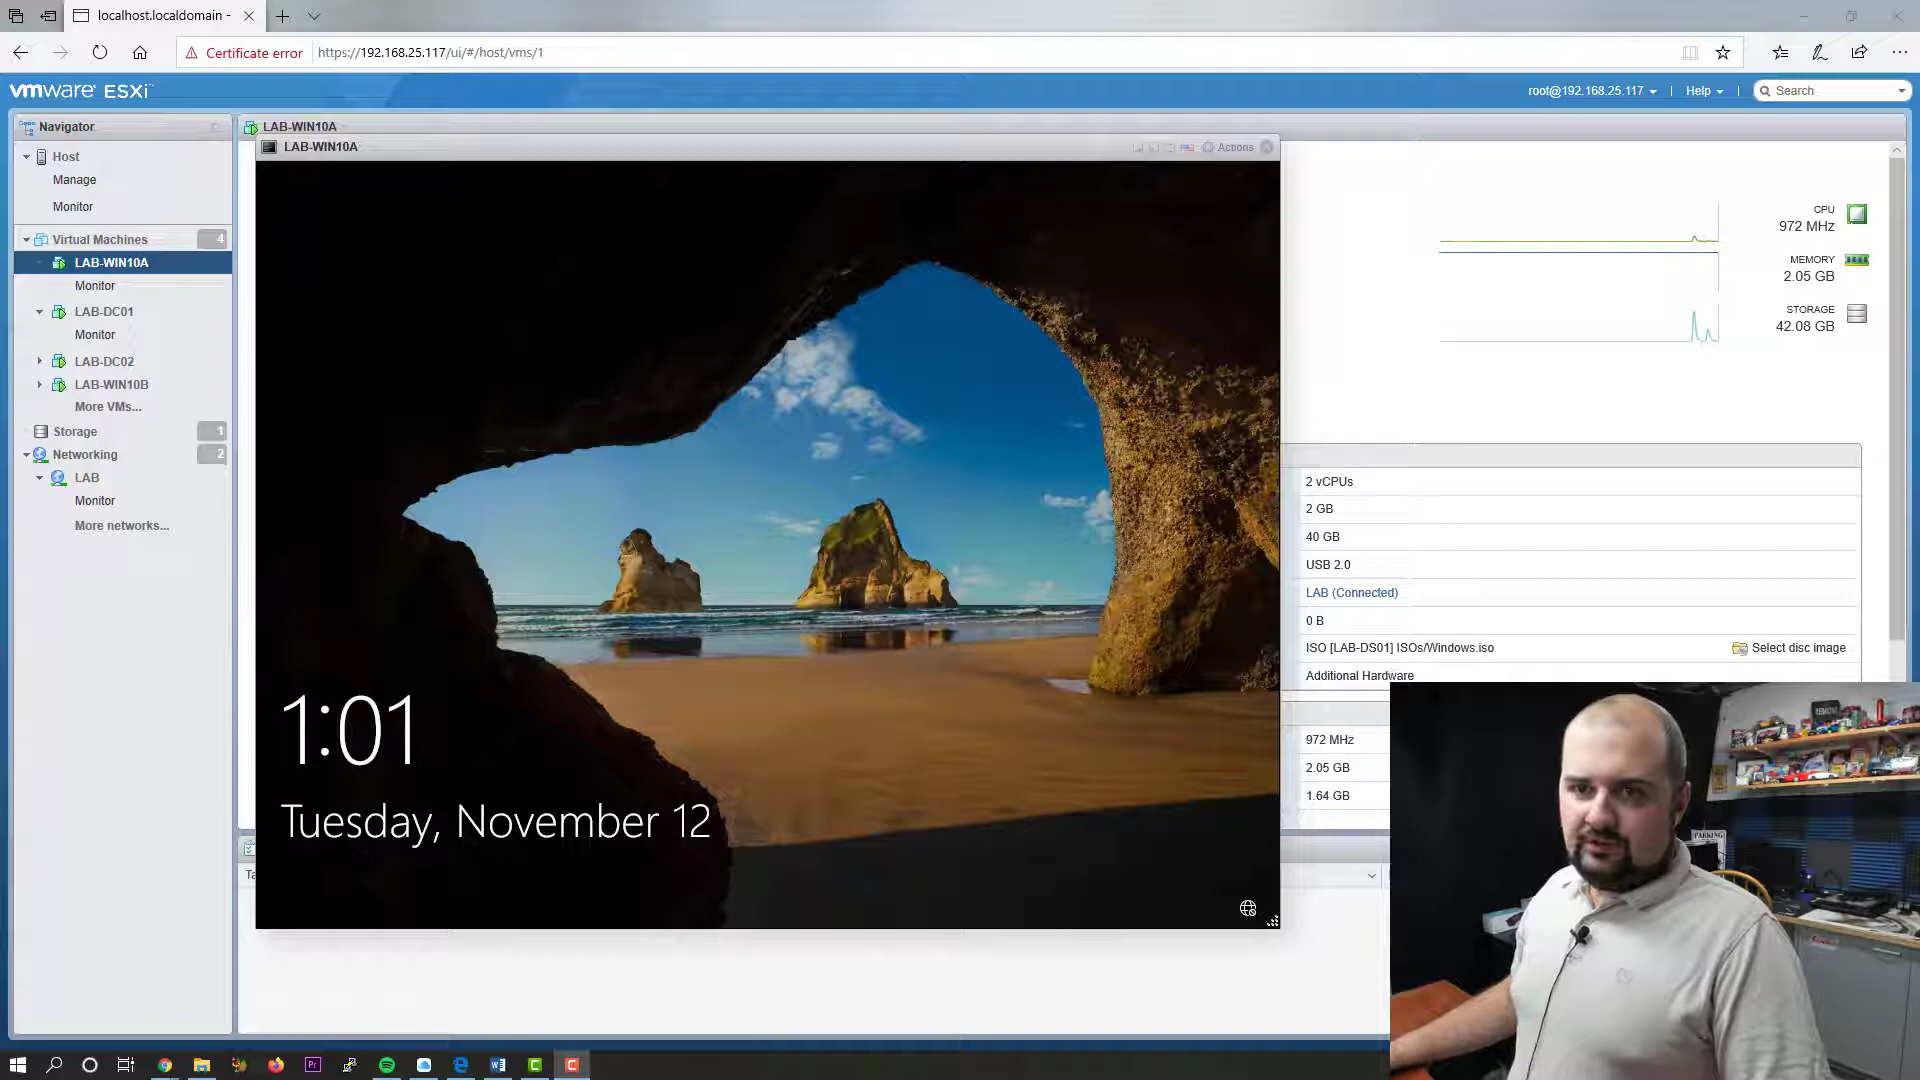 localhost.localdomain -
Certificate error
https://192.168.25.117/ui/#/host/vms/1
vmware ESXi
root@192.168.25.117
Help
Search
Navigator
Host
Manage
Monitor
Virtual Machines
4
LAB-WIN10A
Monitor
LAB-DC01
Monitor
LAB-DC02
LAB-WIN10B
More VMs...
Storage
1
Networking
2
LAB
Monitor
More networks...
LAB-WIN10A
LAB-WIN10A
Actions
1:01
Tuesday, November 12
CPU
972 MHz
MEMORY
2.05 GB
STORAGE
42.08 GB
2 vCPUs
2 GB
40 GB
USB 2.0
LAB (Connected)
0 B
ISO [LAB-DS01] ISOs/Windows.iso
Select disc image
Additional Hardware
972 MHz
2.05 GB
1.64 GB
PARKING
Pr